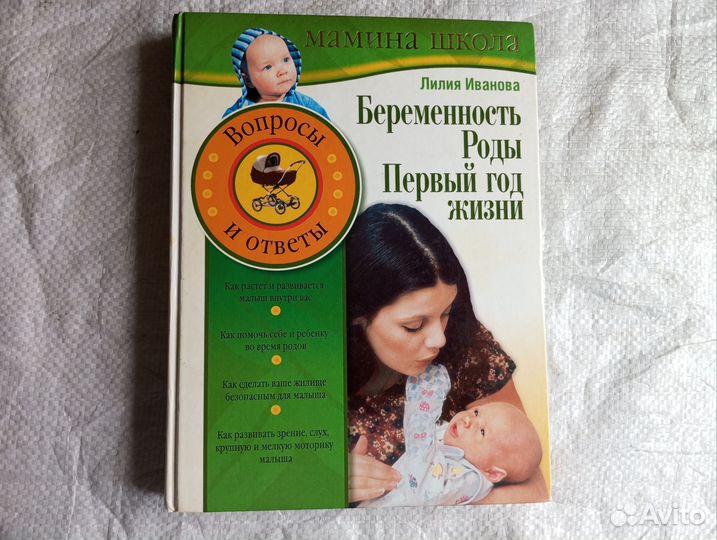 мамина школа
Лилия Иванова
Беременность
Роды
Первый год
жизни
Вопросы
и ответы
Как растет и развивается
малыш внутри вас
Как помочь себе и ребенку
во время родов
Как сделать ваше жилище
безопасным для малыша
Как развивать зрение, слух,
крупную и мелкую моторику
малыша
Avito